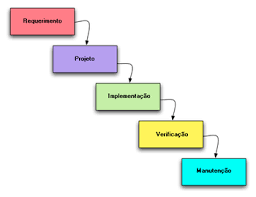 Requerimento
Projeto
Implementação
Verificação
Manutenção